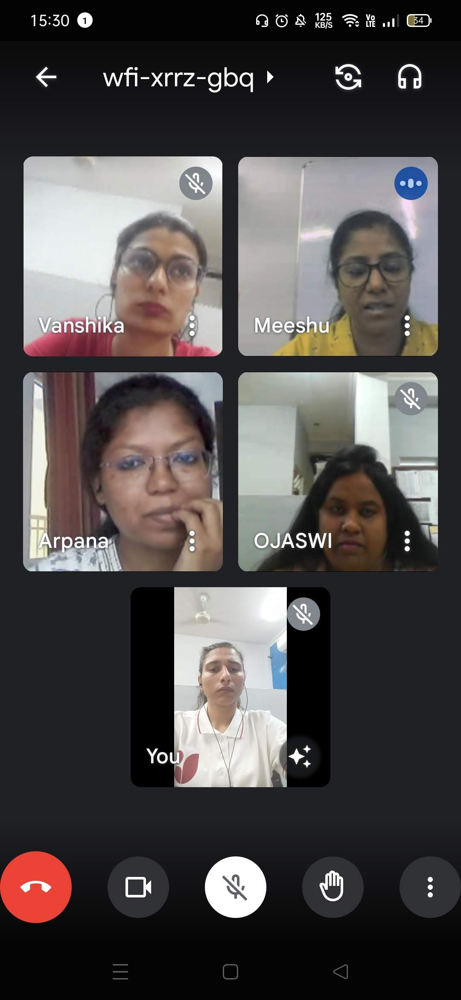 15:30 1 125 KB/S Vo LTE 34
wfi-xrrz-gbq
Vanshika
Meeshu
Arpana
OJASWI
You